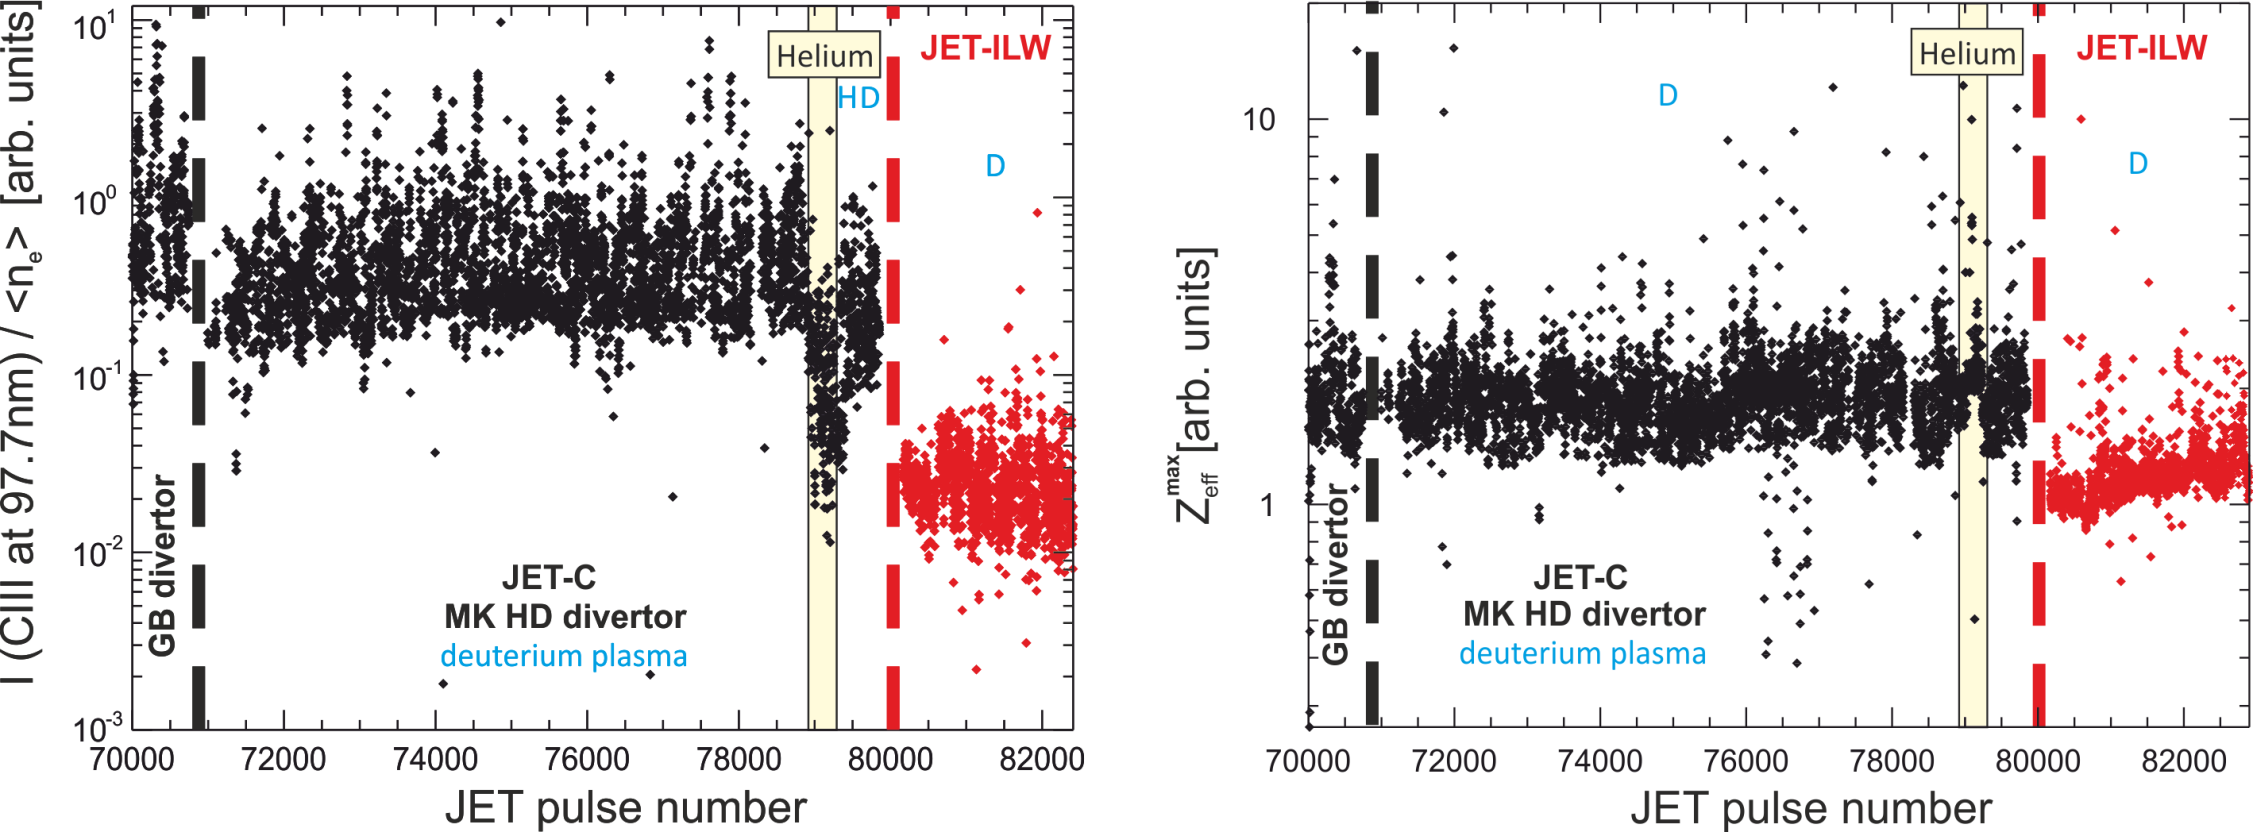 I (CIII at 97.7nm) / <nₑ> [arb. units]
10¹
10⁰
10⁻¹
10⁻²
10⁻³
Helium
JET-ILW
HD
D
GB divertor
JET-C
MK HD divertor
deuterium plasma
70000 72000 74000 76000 78000 80000 82000
JET pulse number
Z_eff^max [arb. units]
10
1
Helium
JET-ILW
D
D
GB divertor
JET-C
MK HD divertor
deuterium plasma
70000 72000 74000 76000 78000 80000 82000
JET pulse number